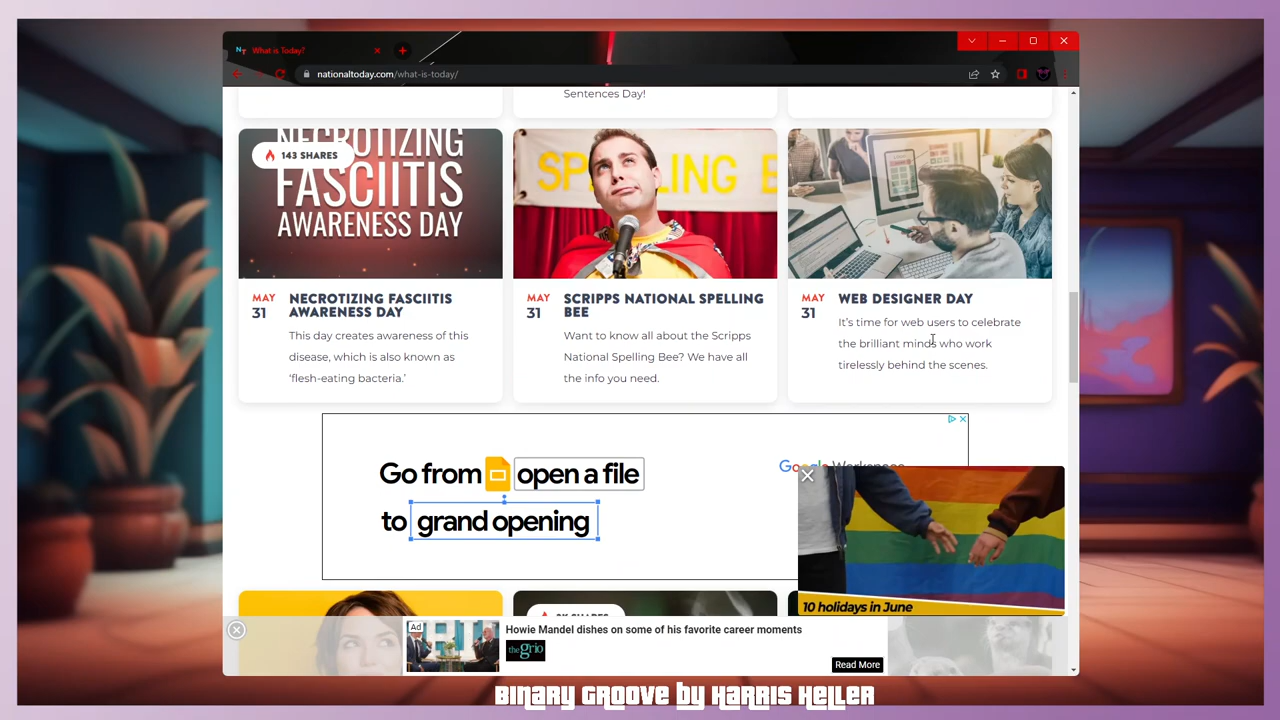 What is Today?
nationaltoday.com/what-is-today/
Sentences Day!
NECROTIZING
FASCIITIS
AWARENESS DAY
143 SHARES
SPELLING B
MAY
31
NECROTIZING FASCIITIS
AWARENESS DAY
This day creates awareness of this
disease, which is also known as
‘flesh-eating bacteria.’
MAY
31
SCRIPPS NATIONAL SPELLING
BEE
Want to know all about the Scripps
National Spelling Bee? We have all
the info you need.
MAY
31
WEB DESIGNER DAY
It’s time for web users to celebrate
the brilliant minds who work
tirelessly behind the scenes.
Go from open a file
to grand opening
Google Workspace
10 holidays in June
Ad
Howie Mandel dishes on some of his favorite career moments
theGrio
Read More
BINARY GROOVE BY HARRIS HELLER